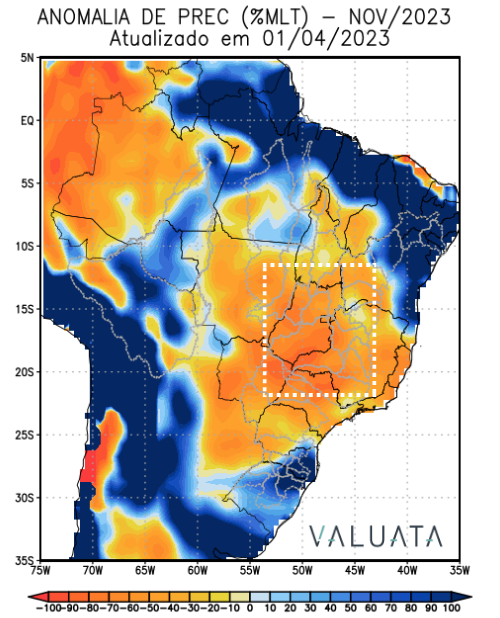 ANOMALIA DE PREC (%MLT) – NOV/2023
Atualizado em 01/04/2023
5N
EQ
5S
10S
15S
20S
25S
30S
35S
VALUATA
75W 70W 65W 60W 55W 50W 45W 40W 35W
-100-90-80-70-60-50-40-30-20-10 0 10 20 30 40 50 60 70 80 90 100